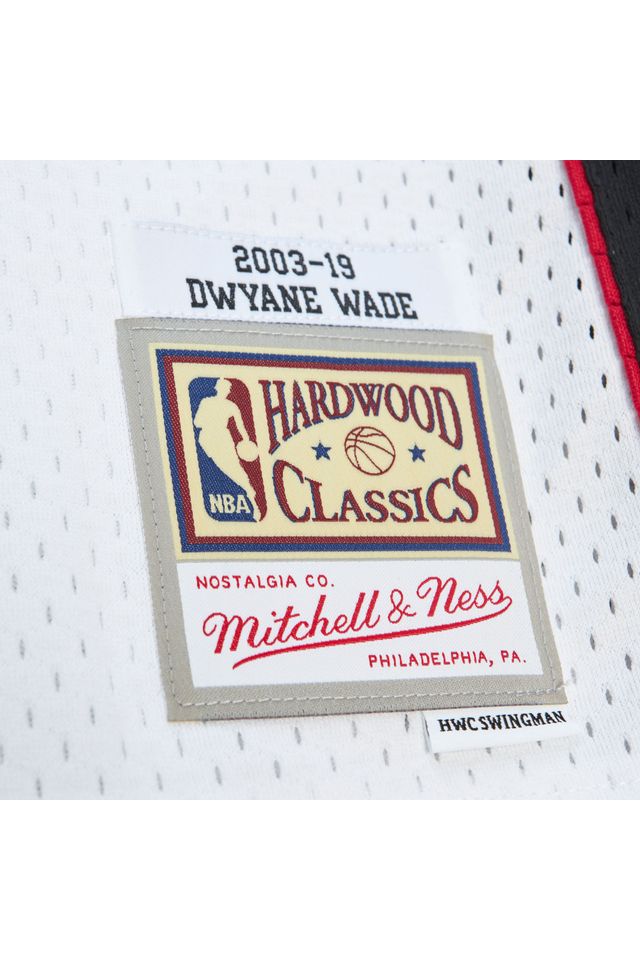 2003-19
DWYANE WADE
HARDWOOD
CLASSICS
NBA
NOSTALGIA CO.
Mitchell & Ness
PHILADELPHIA, PA.
HWC SWINGMAN